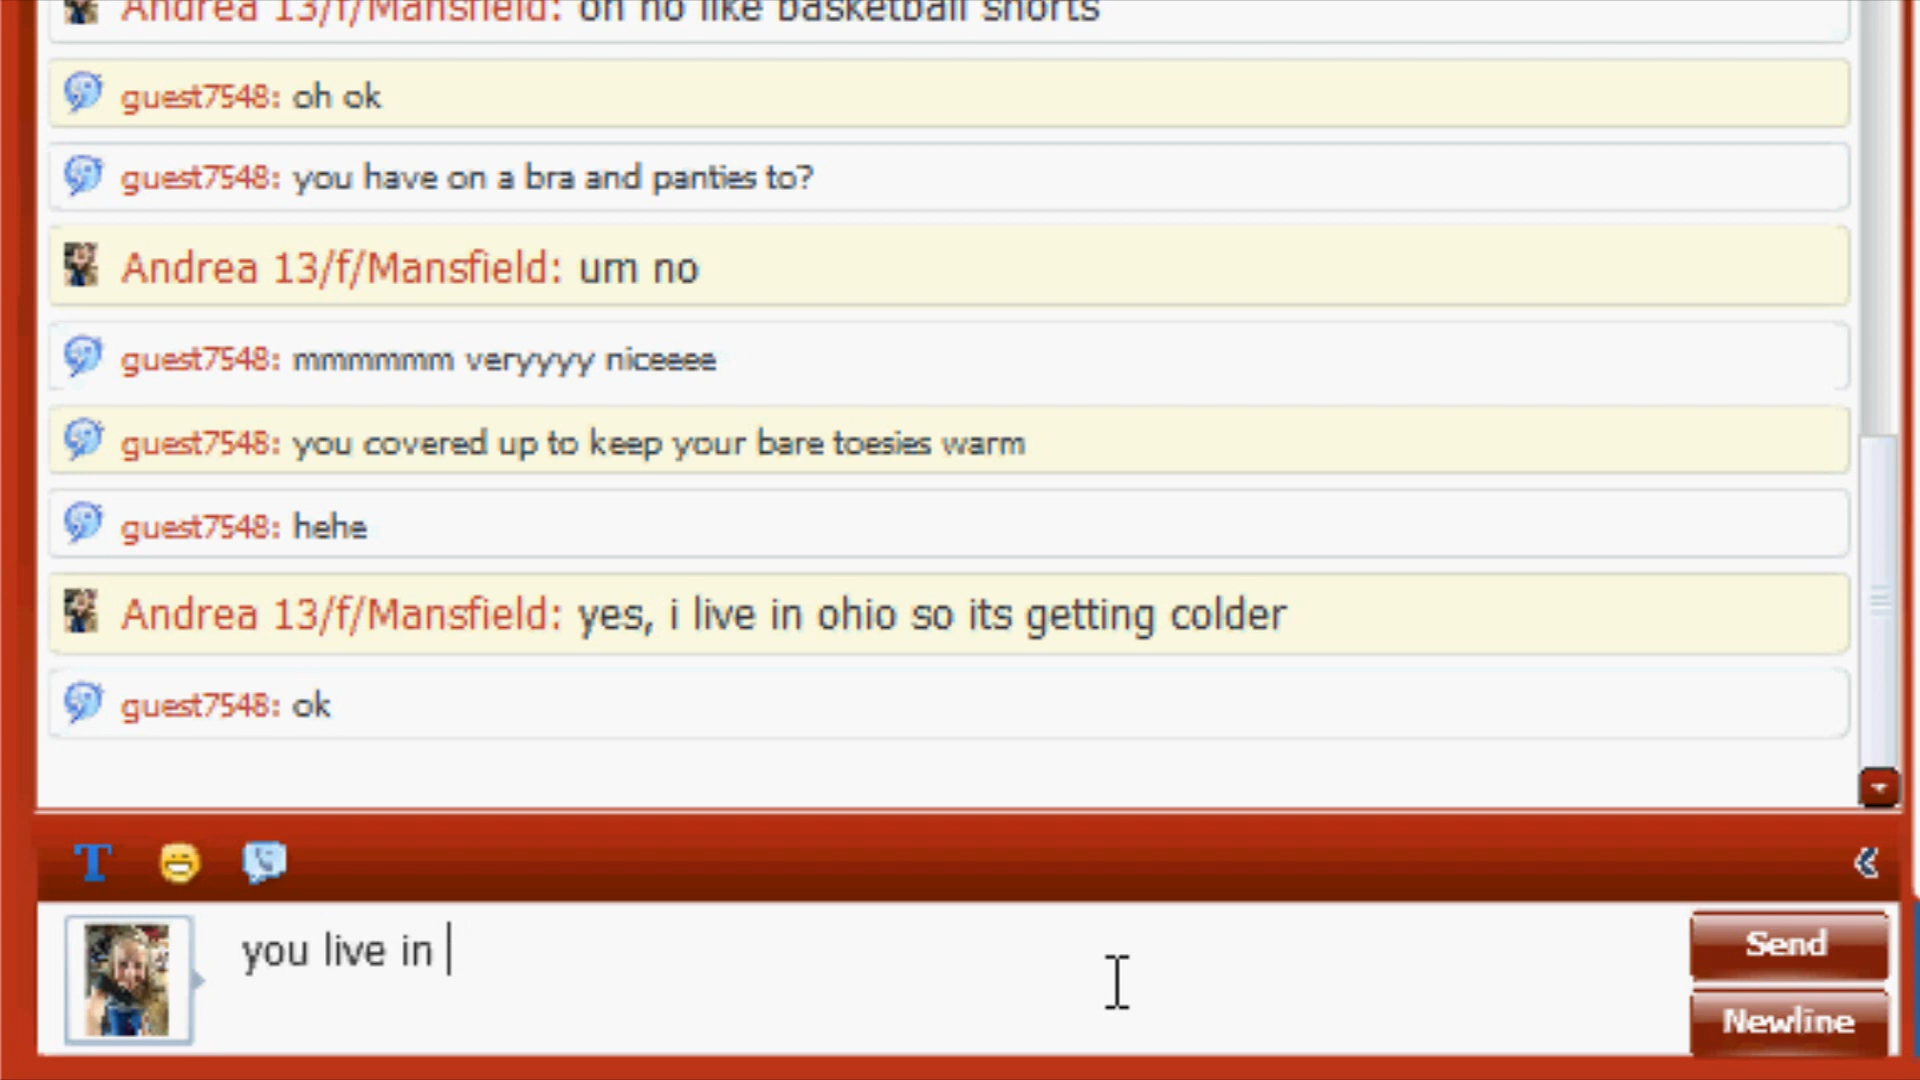 Andrea 13/f/Mansfield: oh no like basketball shorts
guest7548: oh ok
guest7548: you have on a bra and panties to?
Andrea 13/f/Mansfield: um no
guest7548: mmmmmm veryyyy niceeee
guest7548: you covered up to keep your bare toesies warm
guest7548: hehe
Andrea 13/f/Mansfield: yes, i live in ohio so its getting colder
guest7548: ok
T
you live in
Send
Newline